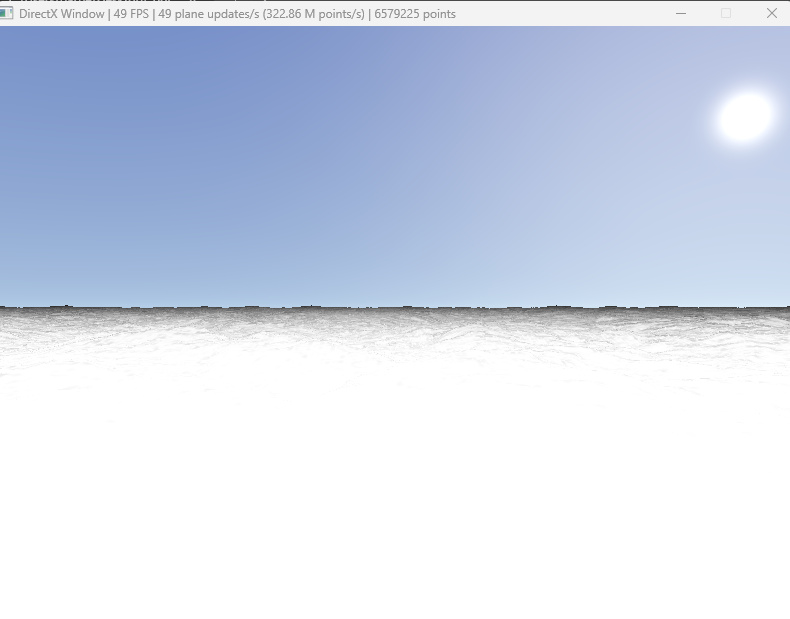 DirectX Window | 49 FPS | 49 plane updates/s (322.86 M points/s) | 6579225 points